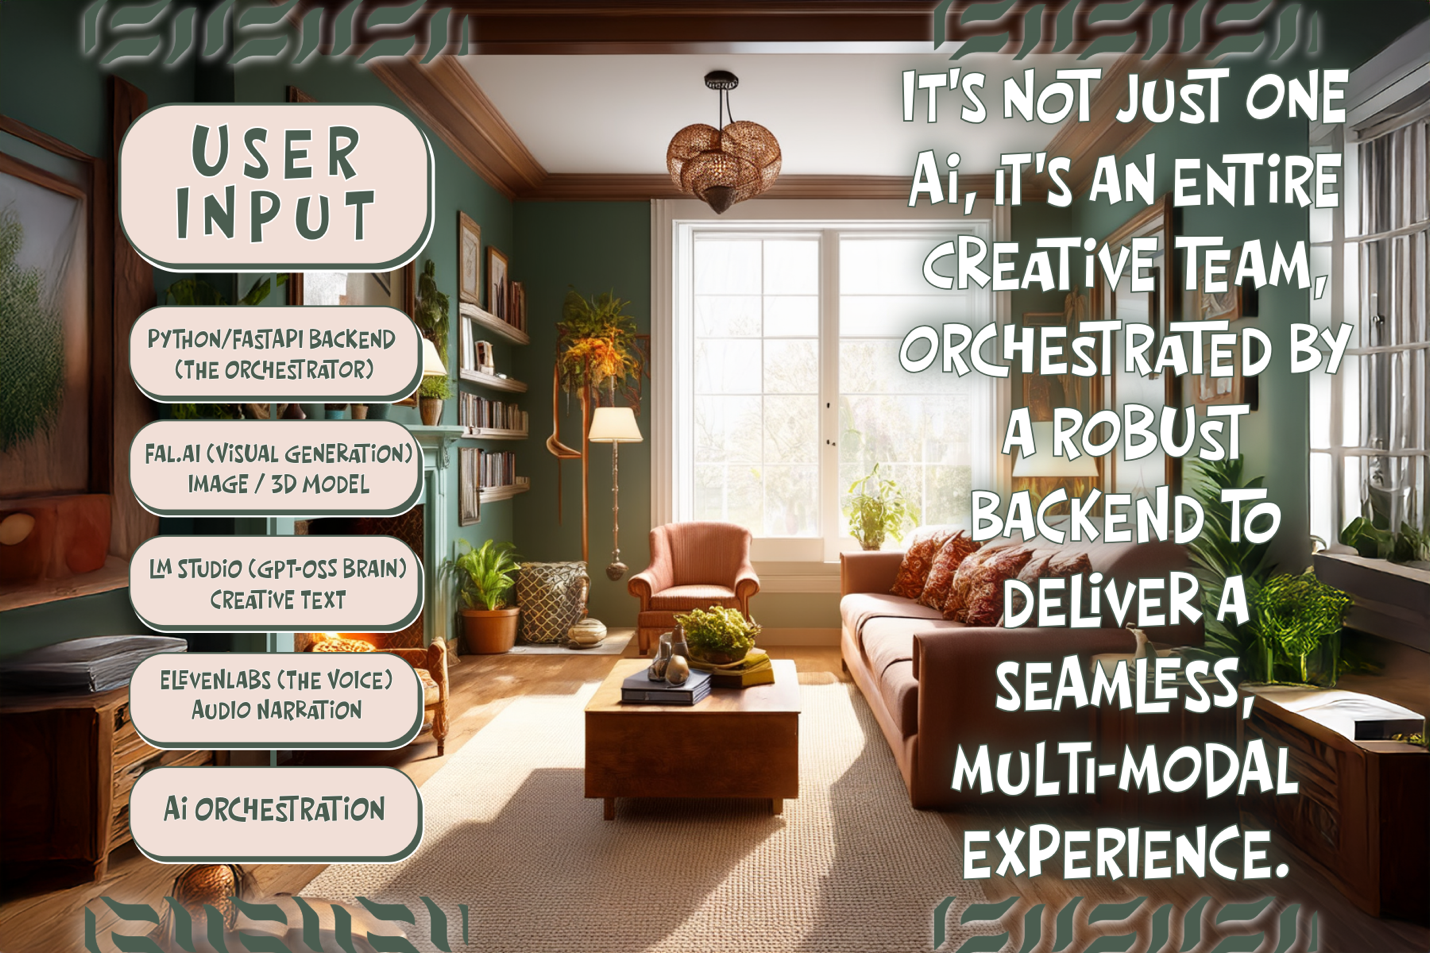 USER
INPUT
PYTHON/FASTAPI BACKEND
(THE ORCHESTRATOR)
FAL.AI (VISUAL GENERATION)
IMAGE / 3D MODEL
LM STUDIO (GPT-OSS BRAIN)
CREATIVE TEXT
ELEVENLABS (THE VOICE)
AUDIO NARRATION
Ai ORCHESTRATION
IT'S NOT JUST ONE
Ai, IT'S AN ENTIRE
CREATIVE TEAM,
ORCHESTRATED BY
A ROBUST
BACKEND TO
DELIVER A
SEAMLESS,
MULTI-MODAL
EXPERIENCE.